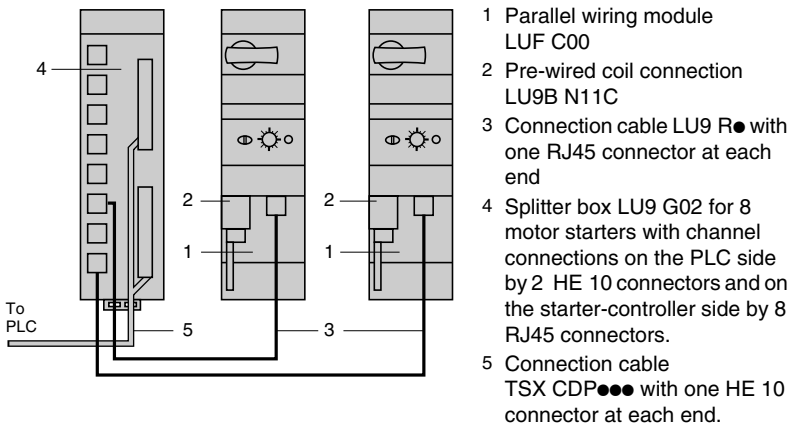 4
2
1
2
1
To
PLC
5
3
1 Parallel wiring module
LUF C00
2 Pre-wired coil connection
LU9B N11C
3 Connection cable LU9 R● with
one RJ45 connector at each
end
4 Splitter box LU9 G02 for 8
motor starters with channel
connections on the PLC side
by 2 HE 10 connectors and on
the starter-controller side by 8
RJ45 connectors.
5 Connection cable
TSX CDP●●● with one HE 10
connector at each end.